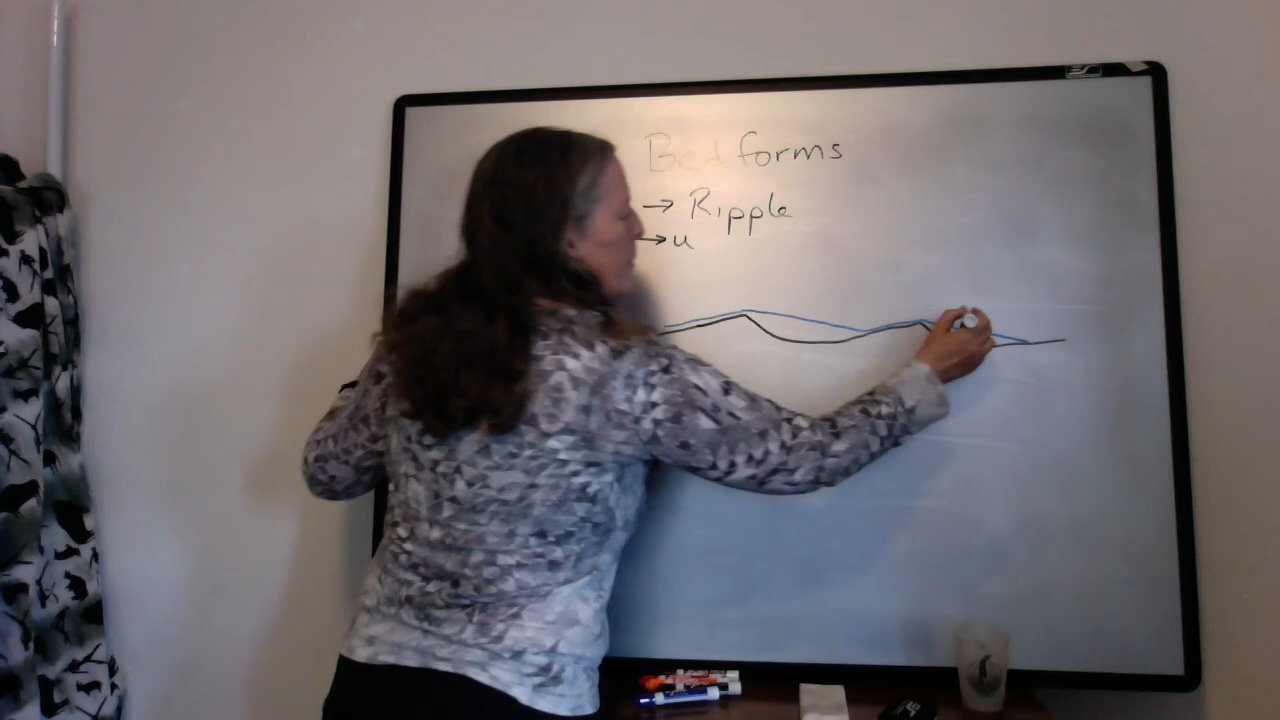 Bedforms
→ Ripple
→ u